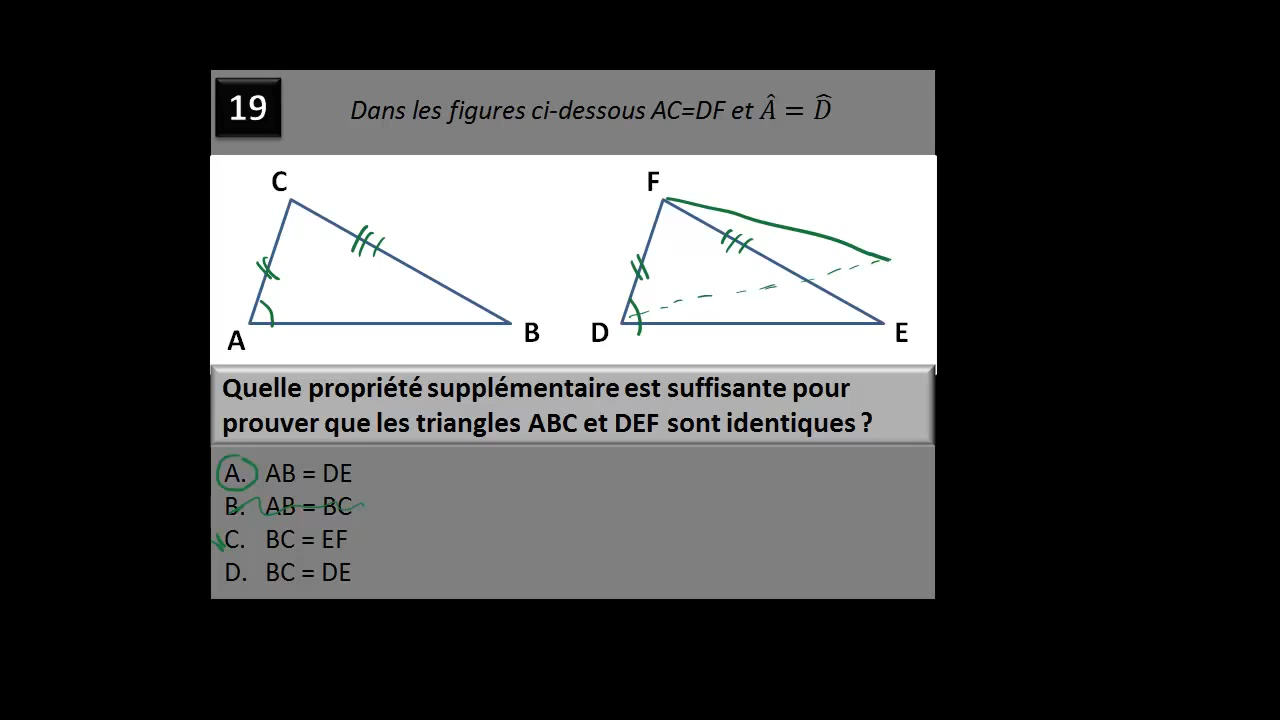 19
Dans les figures ci-dessous AC=DF et Â = D̂
C
F
A
B
D
E
Quelle propriété supplémentaire est suffisante pour
prouver que les triangles ABC et DEF sont identiques ?
A. AB = DE
B. AB = BC
C. BC = EF
D. BC = DE